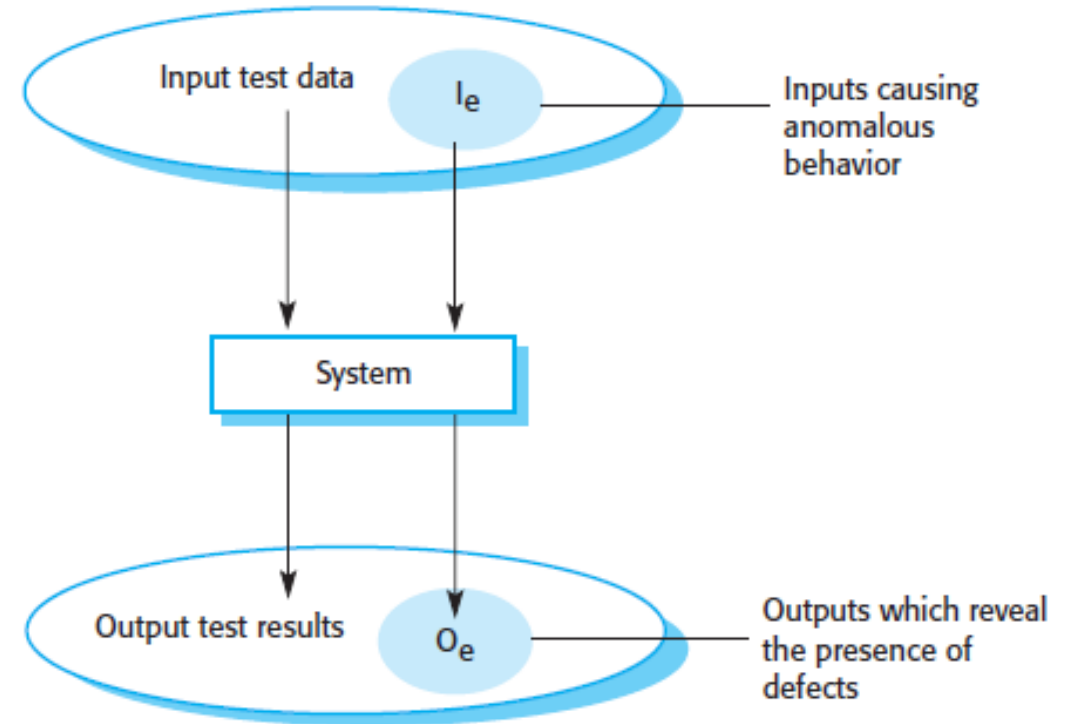 Input test data
Ie
Inputs causing
anomalous
behavior
System
Output test results
Oe
Outputs which reveal
the presence of
defects